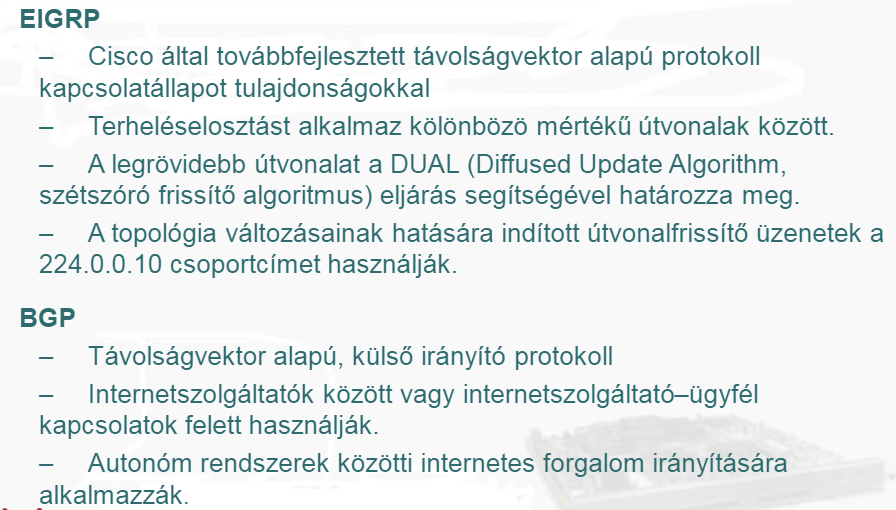 EIGRP
– Cisco által továbbfejlesztett távolságvektor alapú protokoll
kapcsolatállapot tulajdonságokkal
– Terheléselosztást alkalmaz kölönbözö mértékű útvonalak között.
– A legrövidebb útvonalat a DUAL (Diffused Update Algorithm,
szétszóró frissítő algoritmus) eljárás segítségével határozza meg.
– A topológia változásainak hatására indított útvonalfrissítő üzenetek a
224.0.0.10 csoportcímet használják.
BGP
– Távolságvektor alapú, külső irányító protokoll
– Internetszolgáltatók között vagy internetszolgáltató–ügyfél
kapcsolatok felett használják.
– Autonóm rendszerek közötti internetes forgalom irányítására
alkalmazzák.